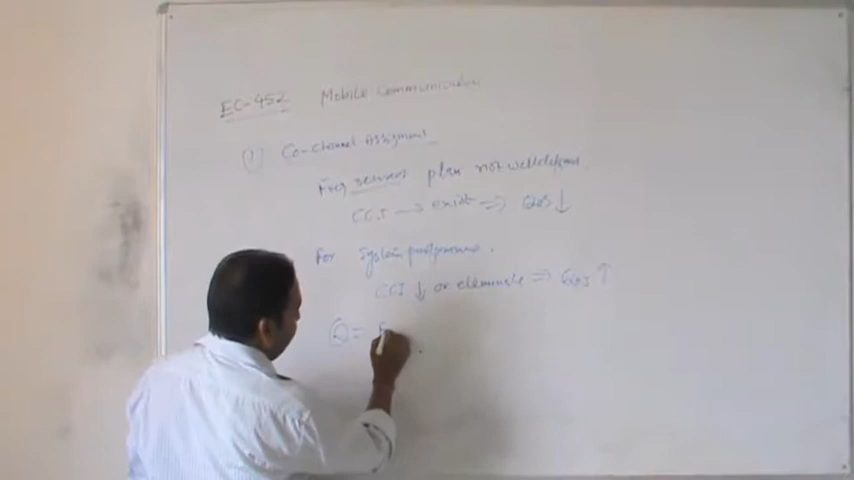 EC-452 Mobile Communication
① Co-channel Assignment
Freq reuse plan not well defined.
CCI → exist ⇒ QoS ↓
For System performance.
CCI ↓ or eliminate ⇒ QoS ↑
Q =